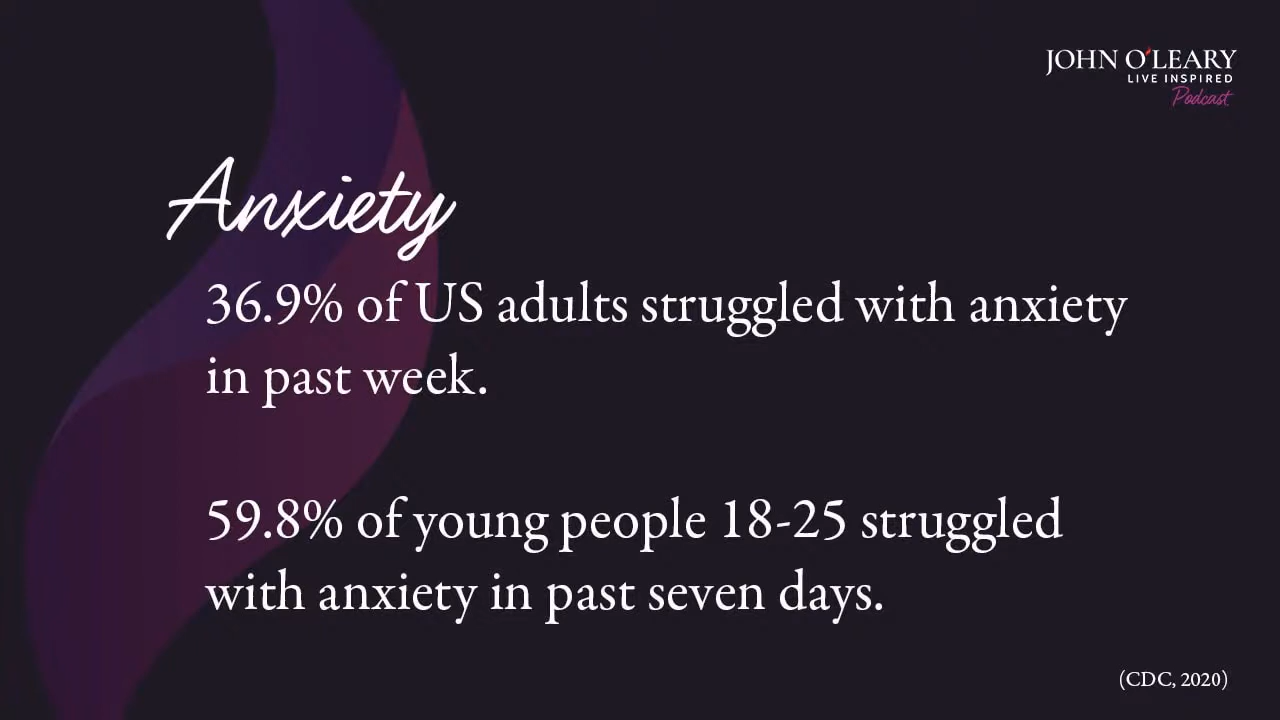 JOHN O'LEARY
LIVE INSPIRED
Podcast
Anxiety
36.9% of US adults struggled with anxiety
in past week.
59.8% of young people 18-25 struggled
with anxiety in past seven days.
(CDC, 2020)